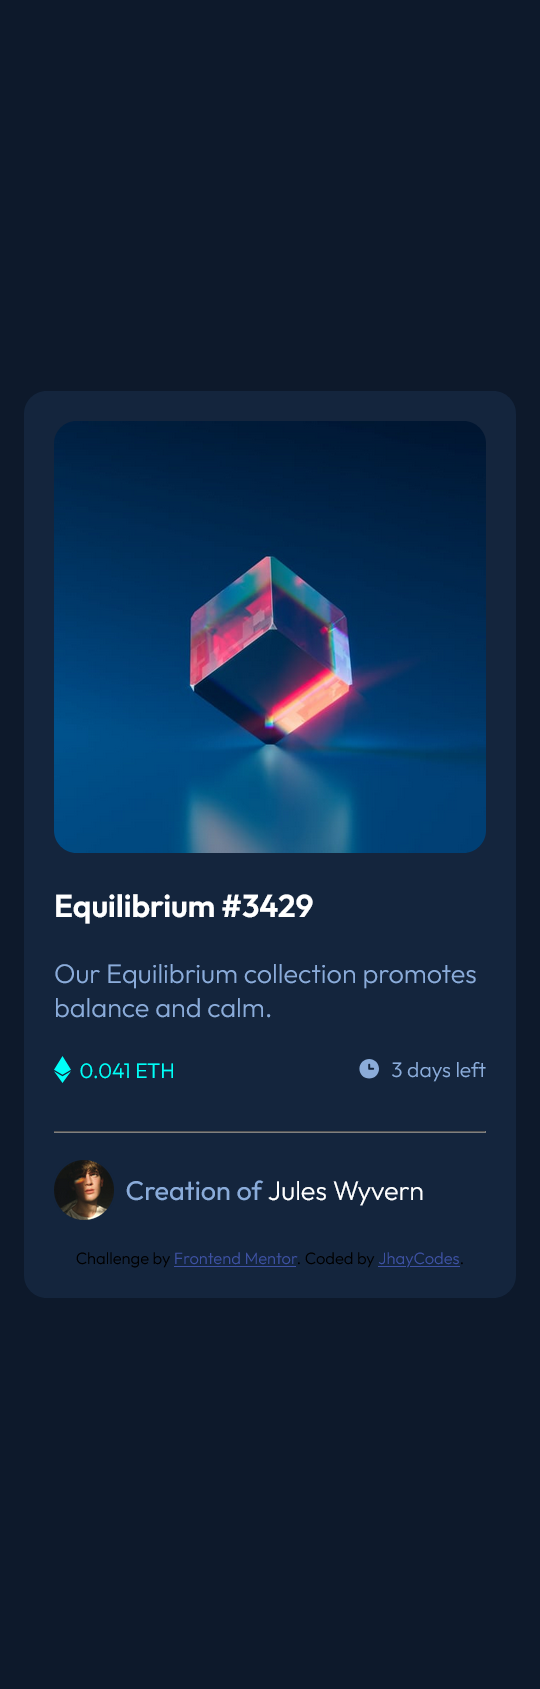 Equilibrium #3429
Our Equilibrium collection promotes
balance and calm.
0.041 ETH
3 days left
Creation of Jules Wyvern
Challenge by Frontend Mentor. Coded by JhayCodes.